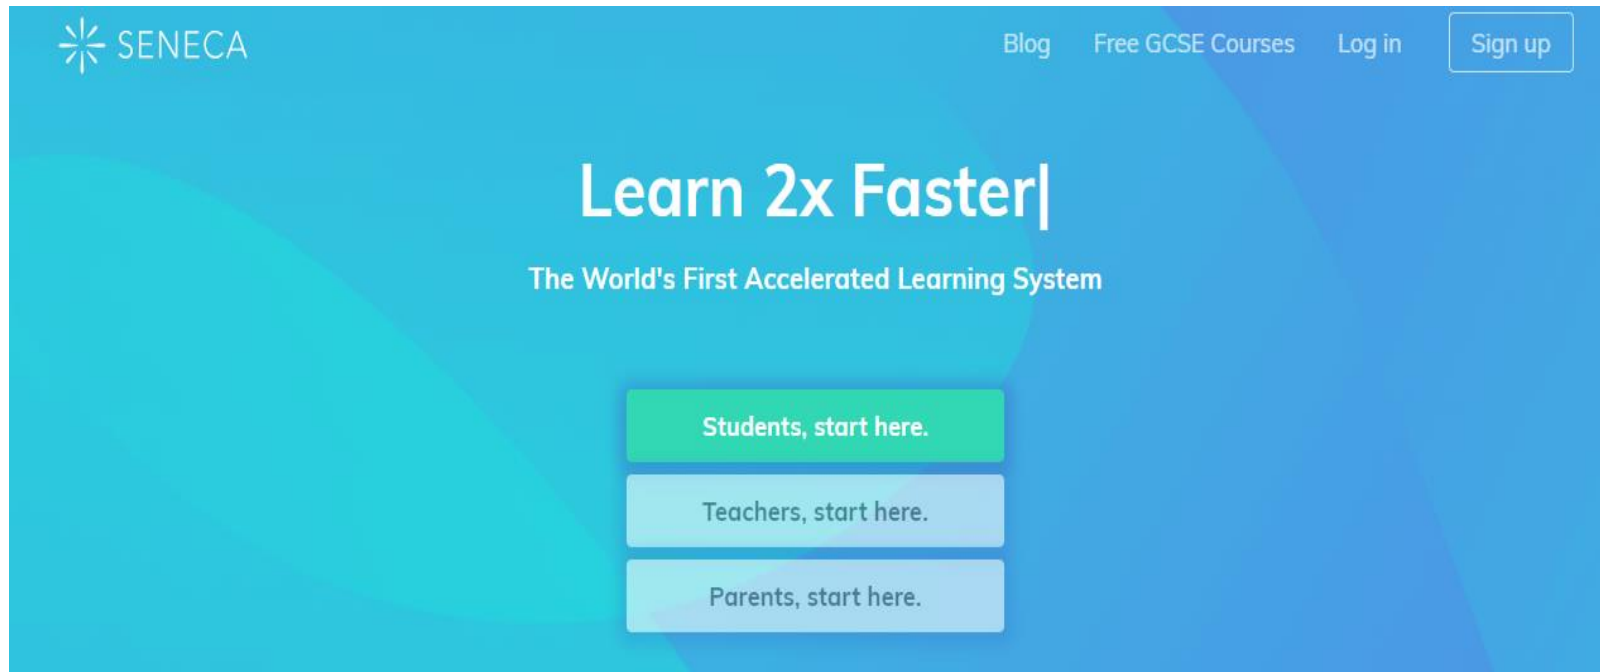 SENECA
Blog Free GCSE Courses Log in Sign up
Learn 2x Faster|
The World's First Accelerated Learning System
Students, start here.
Teachers, start here.
Parents, start here.